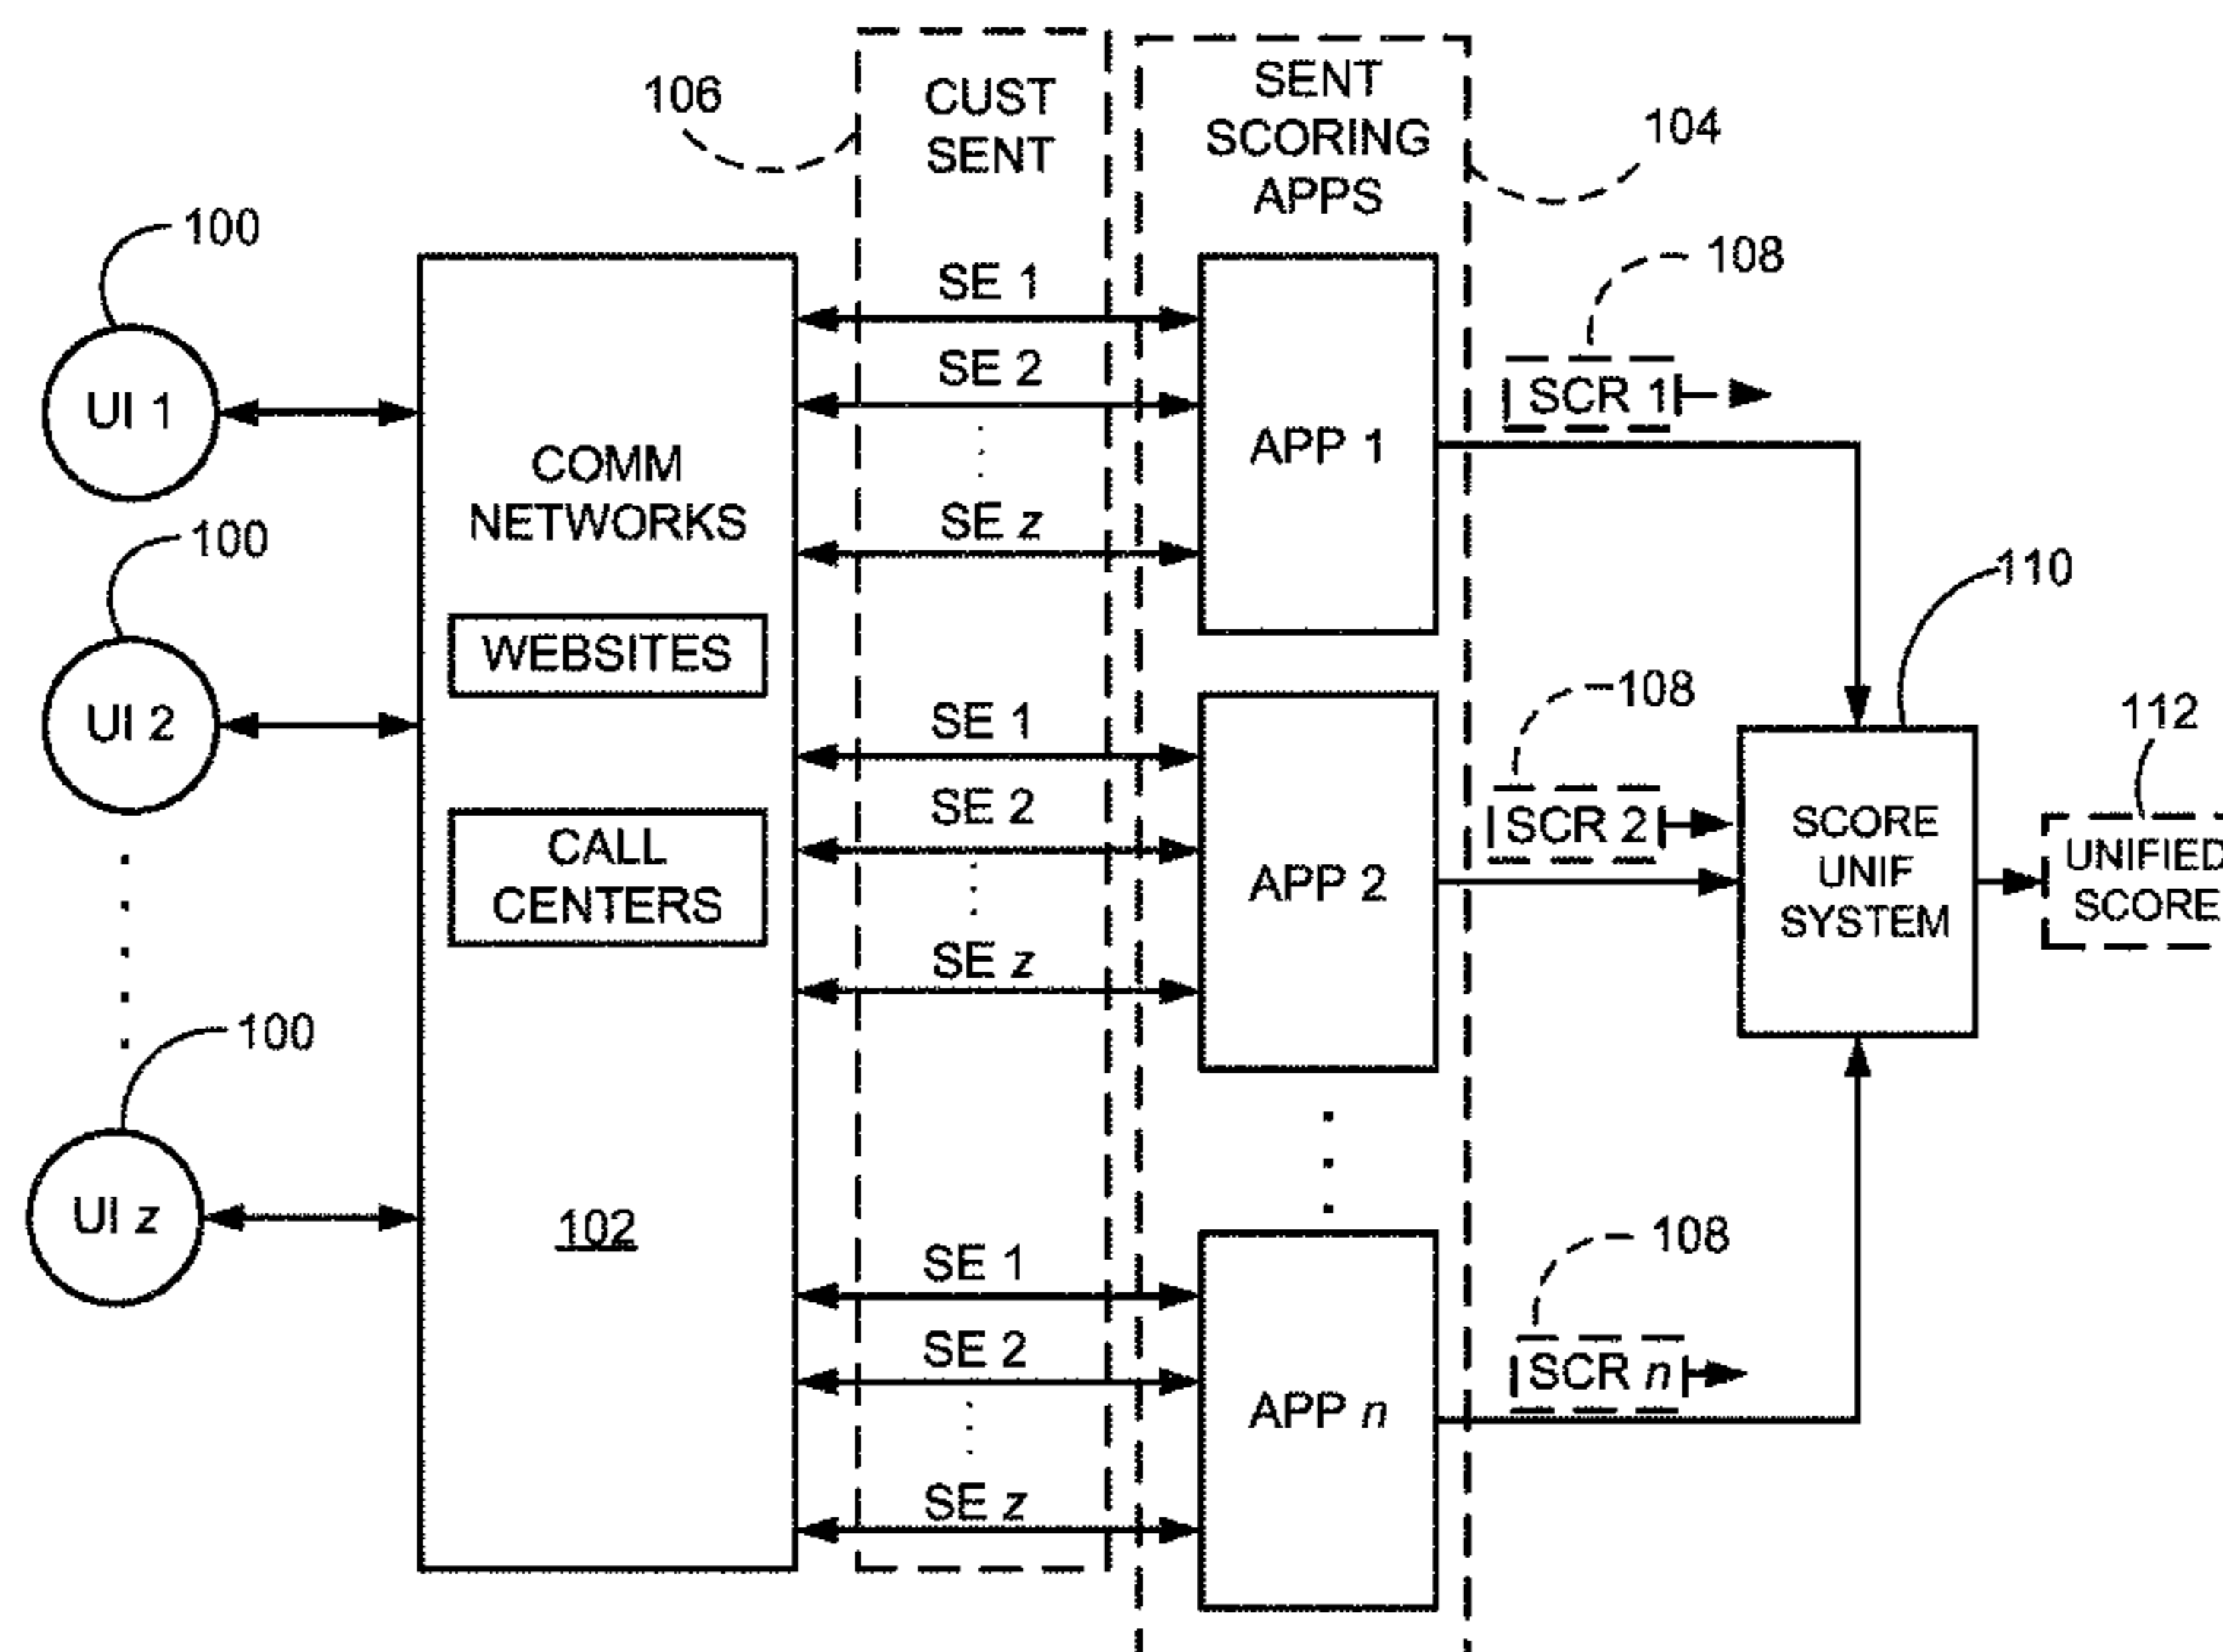 106
CUST
SENT
SENT
SCORING
APPS
104
100
UI 1
100
UI 2
100
UI z
COMM
NETWORKS
WEBSITES
CALL
CENTERS
102
SE 1
SE 2
SE z
SE 1
SE 2
SE z
SE 1
SE 2
SE z
APP 1
APP 2
APP n
108
SCR 1
108
SCR 2
108
SCR n
110
SCORE
UNIF
SYSTEM
112
UNIFIED
SCORE